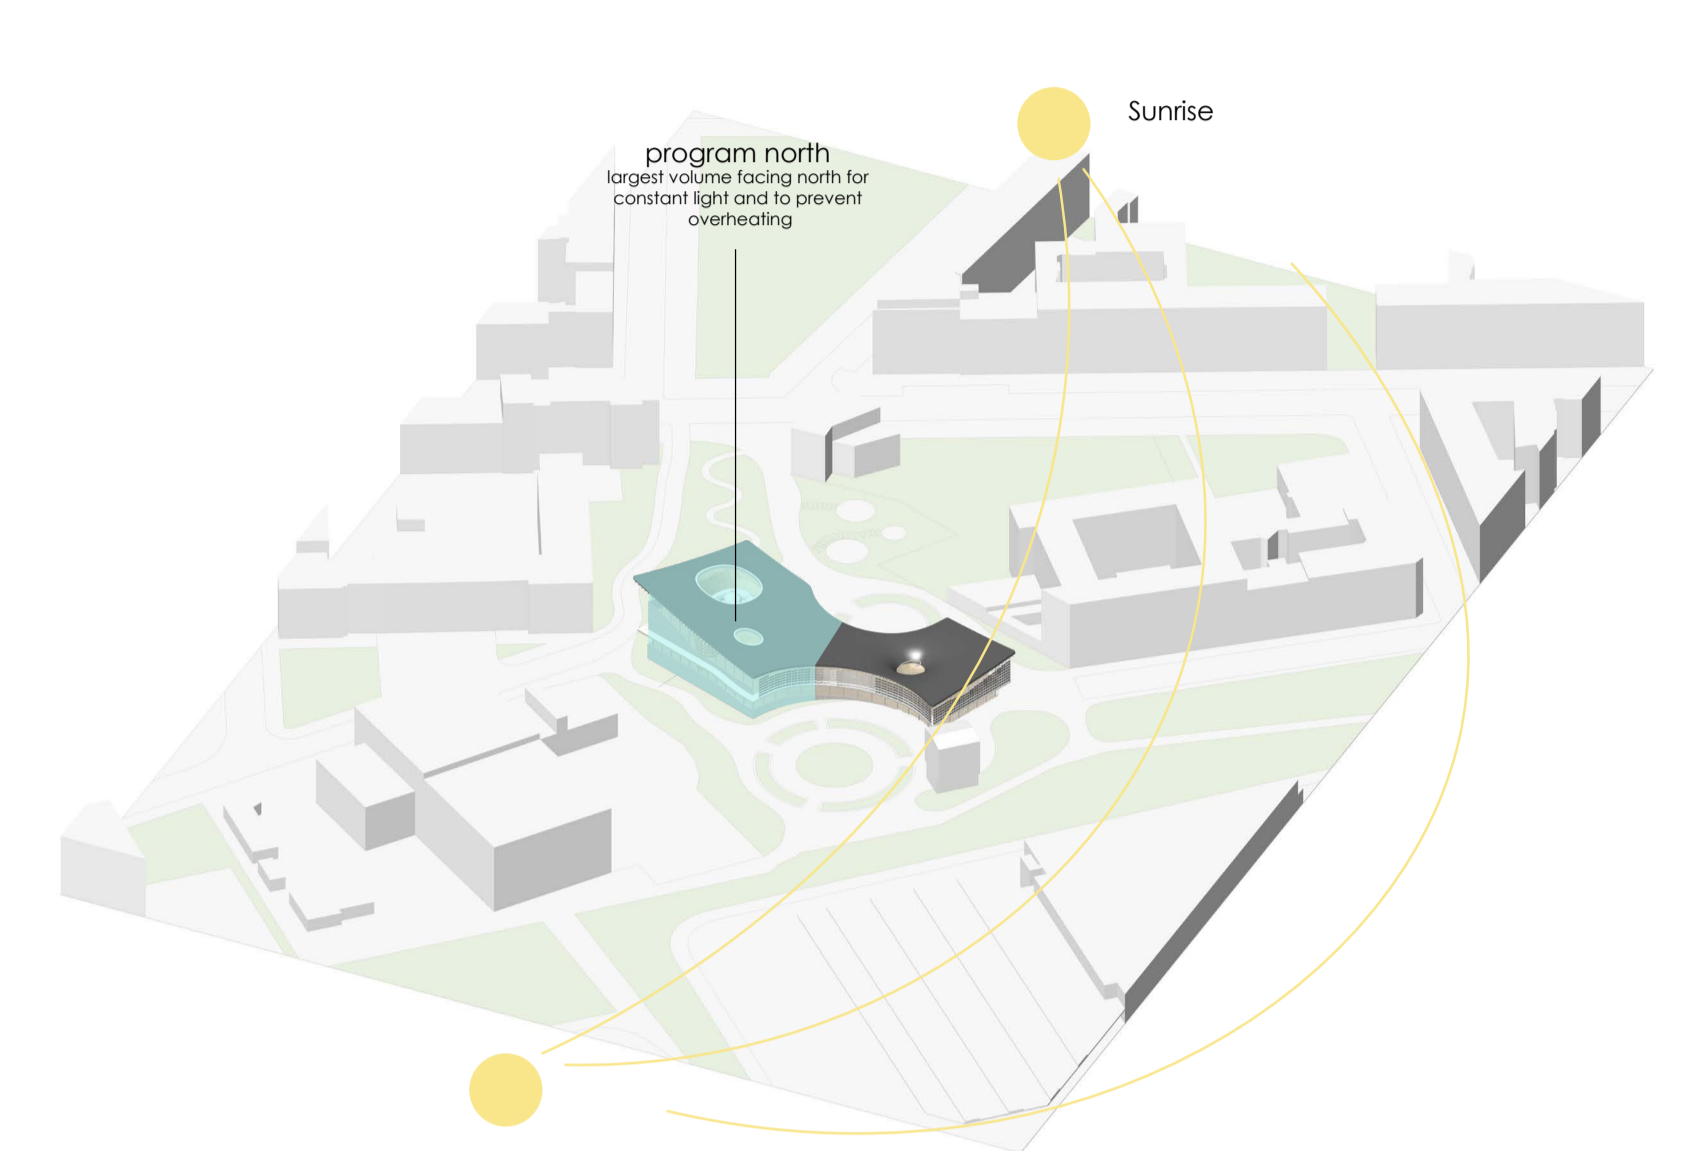 Sunrise
program north
largest volume facing north for
constant light and to prevent
overheating